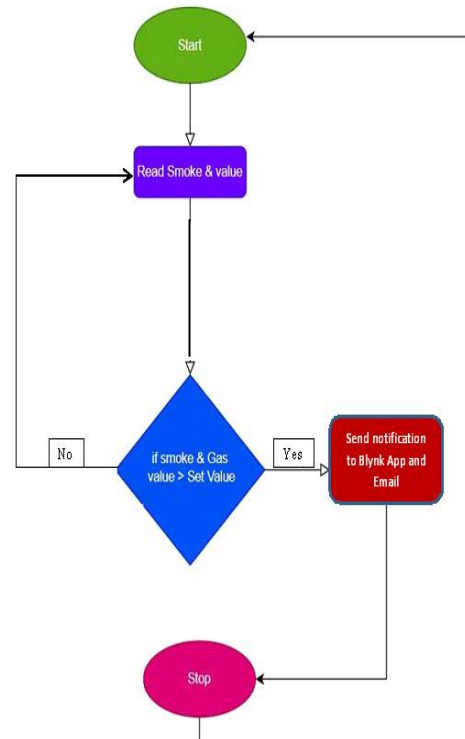 Start
Read Smoke & value
if smoke & Gas
value > Set Value
No
Yes
Send notification
to Blynk App and
Email
Stop